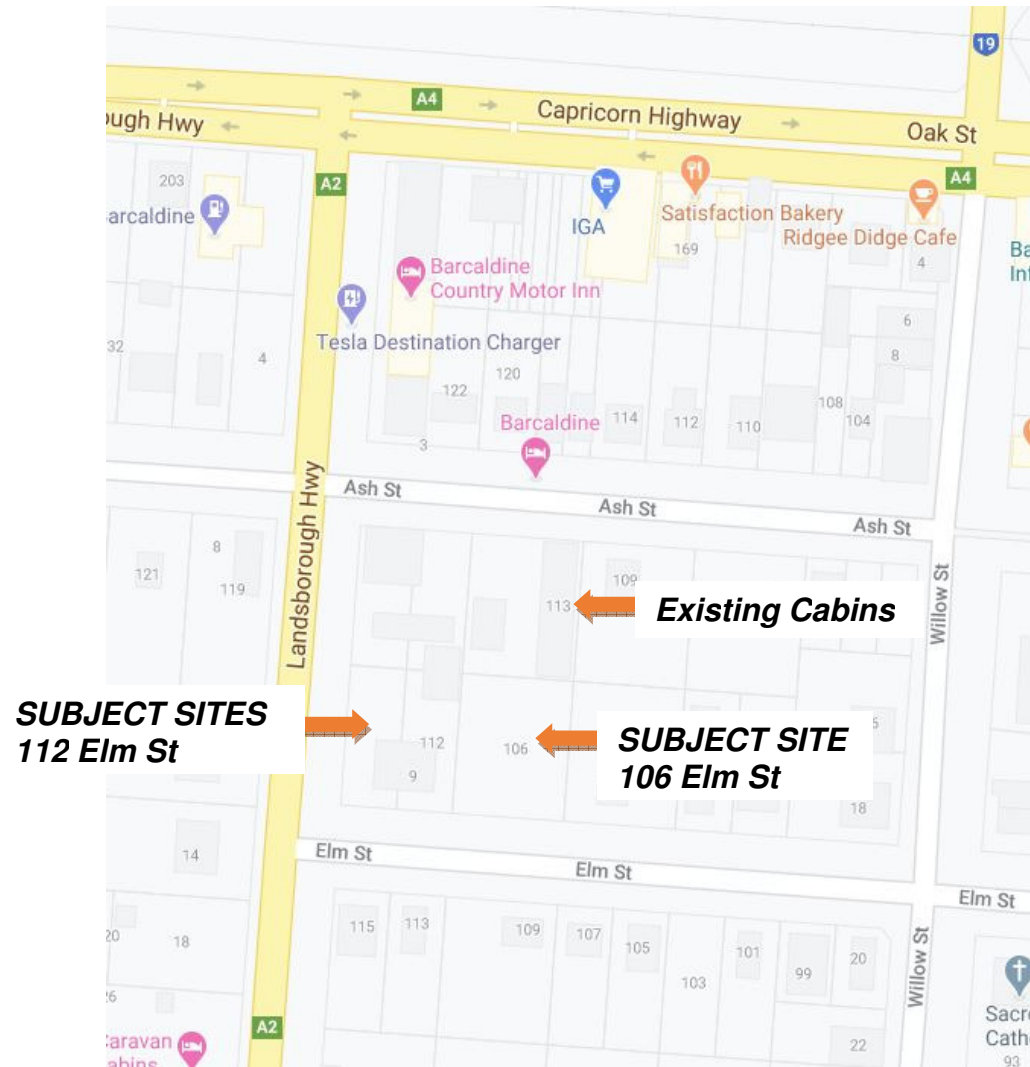 19
A4
Capricorn Highway
ough Hwy
Oak St
A2
A4
203
arcaldine
IGA
Satisfaction Bakery
169
Ridgee Didge Cafe
4
Ba
Inf
Barcaldine
Country Motor Inn
6
Tesla Destination Charger
32
4
8
120
122
108
Barcaldine
114
112
110
104
3
Landsborough Hwy
Ash St
Ash St
Ash St
8
121
119
109
Willow St
113
Existing Cabins
SUBJECT SITES
112 Elm St
112
106
SUBJECT SITE
106 Elm St
9
18
14
Elm St
Elm St
Elm St
115
113
109
107
105
101
99
20
103
20
18
Willow St
26
A2
Caravan
abins
22
Sacre
Cath
93